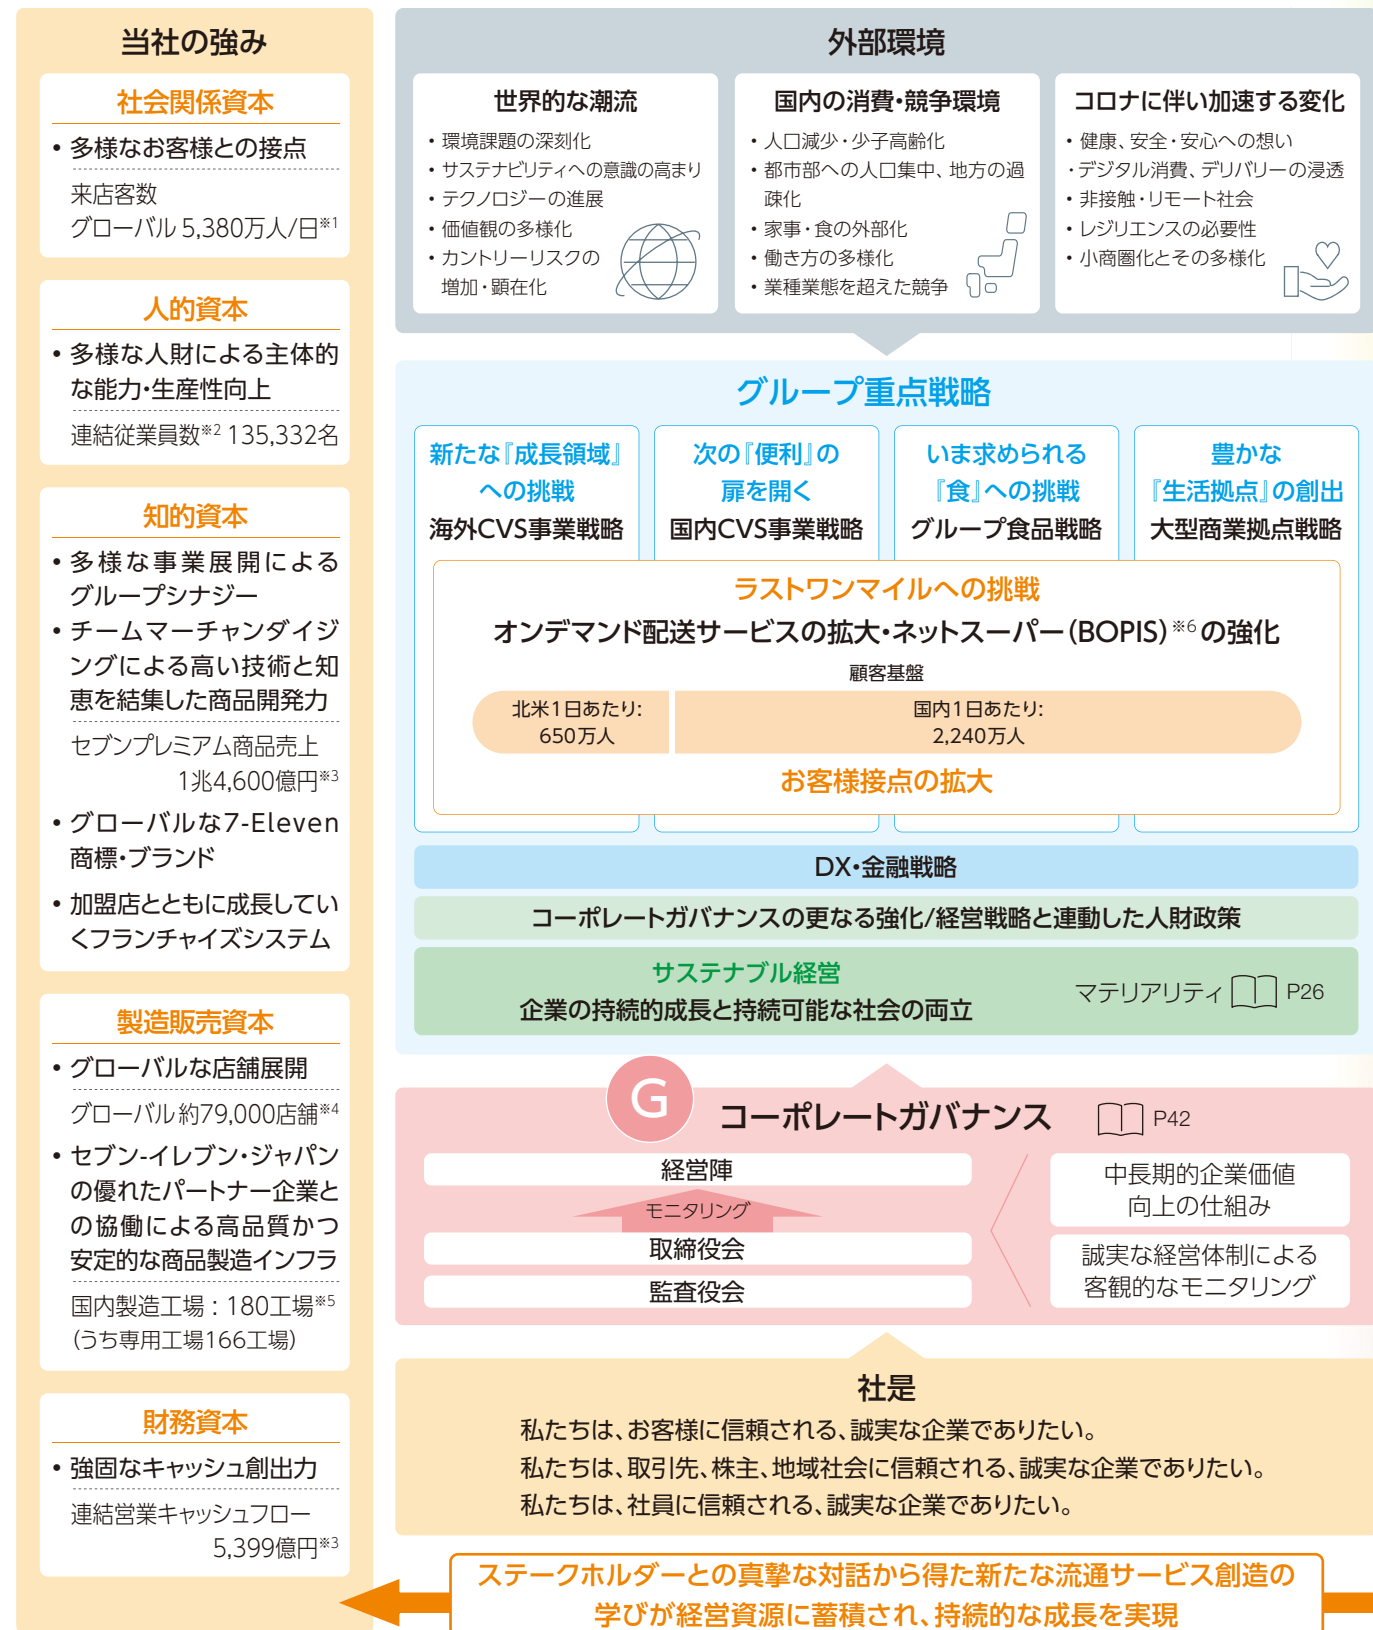 当社の強み
社会関係資本
• 多様なお客様との接点
来店客数
グローバル 5,380万人/日※1
人的資本
• 多様な人財による主体的
な能力・生産性向上
連結従業員数※2 135,332名
知的資本
• 多様な事業展開による
グループシナジー
• チームマーチャンダイジ
ングによる高い技術と知
恵を結集した商品開発力
セブンプレミアム商品売上
1兆4,600億円※3
• グローバルな7-Eleven
商標・ブランド
• 加盟店とともに成長してい
くフランチャイズシステム
製造販売資本
• グローバルな店舗展開
グローバル 約79,000店舗※4
• セブン-イレブン・ジャパン
の優れたパートナー企業と
の協働による高品質かつ
安定的な商品製造インフラ
国内製造工場：180工場※5
（うち専用工場166工場）
財務資本
• 強固なキャッシュ創出力
連結営業キャッシュフロー
5,399億円※3
外部環境
世界的な潮流
• 環境課題の深刻化
• サステナビリティへの意識の高まり
• テクノロジーの進展
• 価値観の多様化
• カントリーリスクの
増加・顕在化
国内の消費・競争環境
• 人口減少・少子高齢化
• 都市部への人口集中、地方の過
疎化
• 家事・食の外部化
• 働き方の多様化
• 業種業態を超えた競争
コロナに伴い加速する変化
• 健康、安全・安心への想い
・デジタル消費、デリバリーの浸透
• 非接触・リモート社会
• レジリエンスの必要性
• 小商圏化とその多様化
グループ重点戦略
新たな『成長領域』
への挑戦
海外CVS事業戦略
次の『便利』の
扉を開く
国内CVS事業戦略
いま求められる
『食』への挑戦
グループ食品戦略
豊かな
『生活拠点』の創出
大型商業拠点戦略
ラストワンマイルへの挑戦
オンデマンド配送サービスの拡大・ネットスーパー（BOPIS）※6の強化
顧客基盤
北米1日あたり:
650万人
国内1日あたり:
2,240万人
お客様接点の拡大
DX・金融戦略
コーポレートガバナンスの更なる強化/経営戦略と連動した人財政策
サステナブル経営
企業の持続的成長と持続可能な社会の両立
マテリアリティ P26
G
コーポレートガバナンス P42
経営陣
モニタリング
取締役会
監査役会
中長期的企業価値
向上の仕組み
誠実な経営体制による
客観的なモニタリング
社是
私たちは、お客様に信頼される、誠実な企業でありたい。
私たちは、取引先、株主、地域社会に信頼される、誠実な企業でありたい。
私たちは、社員に信頼される、誠実な企業でありたい。
ステークホルダーとの真摯な対話から得た新たな流通サービス創造の
学びが経営資源に蓄積され、持続的な成長を実現